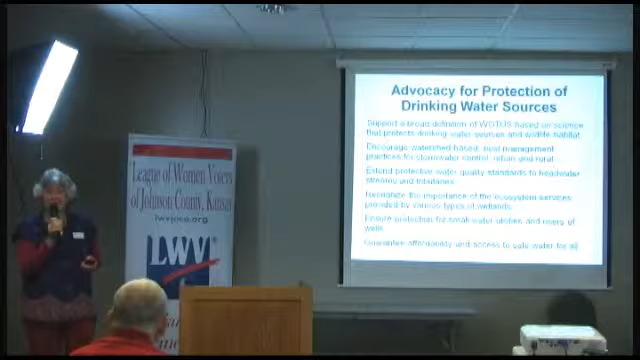 League of Women Voters
of Johnson County, Kansas
lwvjoco.org
LWV
Advocacy for Protection of
Drinking Water Sources
Support a broad definition of WOTUS based on science
that protects drinking water sources and wildlife habitat.
Encourage watershed based, best management
practices for stormwater control, urban and rural
Extend protective water quality standards to headwater
streams and tributaries
Recognize the importance of the ecosystem services
provided by various types of wetlands.
Ensure protection for small water utilities and users of
wells.
Guarantee affordability and access to safe water for all